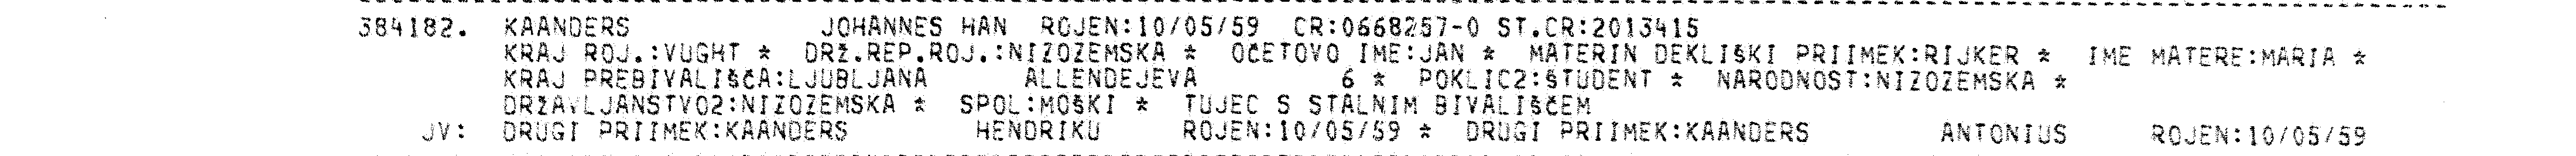 384182. KAANDERS JOHANNES HAN ROJEN:10/05/59 CR:0668257-0 ST.CR:2013415
KRAJ ROJ.:VUGHT * DRŽ.REP.ROJ.:NIZOZEMSKA * OČETOVO IME:JAN * MATERIN DEKLIŠKI PRIIMEK:RIJKER * IME MATERE:MARIA *
KRAJ PREBIVALIŠČA:LJUBLJANA ALLENDEJEVA 6 * POKLIC2:ŠTUDENT * NARODNOST:NIZOZEMSKA *
DRŽAVLJANSTVO2:NIZOZEMSKA * SPOL:MOŠKI * TUJEC S STALNIM BIVALIŠČEM
JV: DRUGI PRIIMEK:KAANDERS HENDRIKU ROJEN:10/05/59 * DRUGI PRIIMEK:KAANDERS ANTONIUS ROJEN:10/05/59